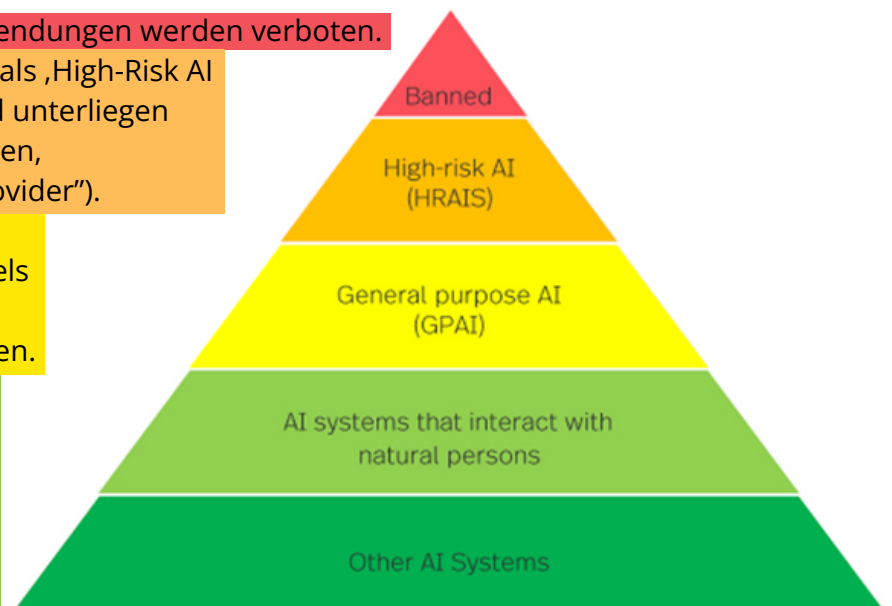 endungen werden verboten.
als ‚High-Risk AI
unterliegen
en,
ovider”).
els
en.
Banned
High-risk AI
(HRAIS)
General purpose AI
(GPAI)
AI systems that interact with
natural persons
Other AI Systems